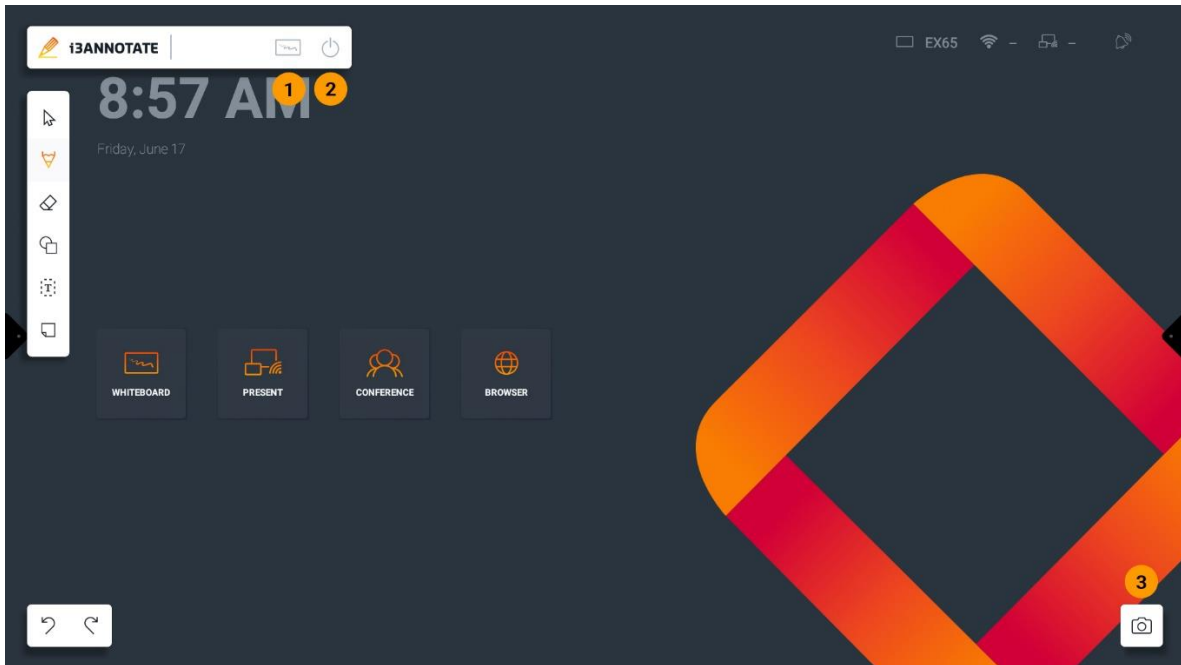 i3ANNOTATE
EX65 – –
1 2
8:57 AM
Friday, June 17
T
WHITEBOARD PRESENT CONFERENCE BROWSER
3